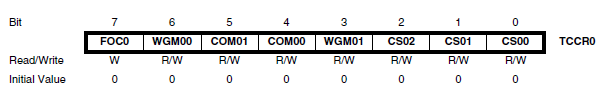 Bit 7 6 5 4 3 2 1 0
FOC0 WGM00 COM01 COM00 WGM01 CS02 CS01 CS00 TCCR0
Read/Write W R/W R/W R/W R/W R/W R/W R/W
Initial Value 0 0 0 0 0 0 0 0